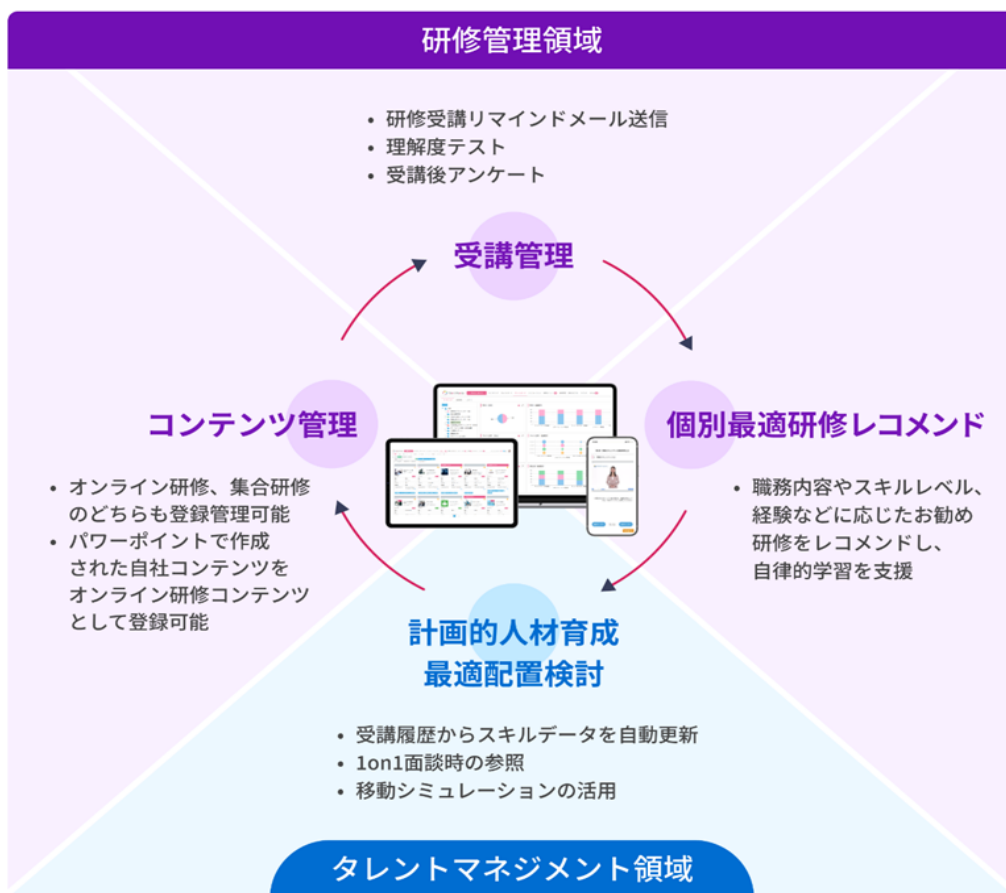 研修管理領域
• 研修受講リマインドメール送信
• 理解度テスト
• 受講後アンケート
受講管理
コンテンツ管理
• オンライン研修、集合研修
のどちらも登録管理可能
• パワーポイントで作成
された自社コンテンツを
オンライン研修コンテンツ
として登録可能
個別最適研修レコメンド
• 職務内容やスキルレベル、
経験などに応じたお勧め
研修をレコメンドし、
自律的学習を支援
計画的人材育成
最適配置検討
• 受講履歴からスキルデータを自動更新
• 1on1面談時の参照
• 移動シミュレーションの活用
タレントマネジメント領域